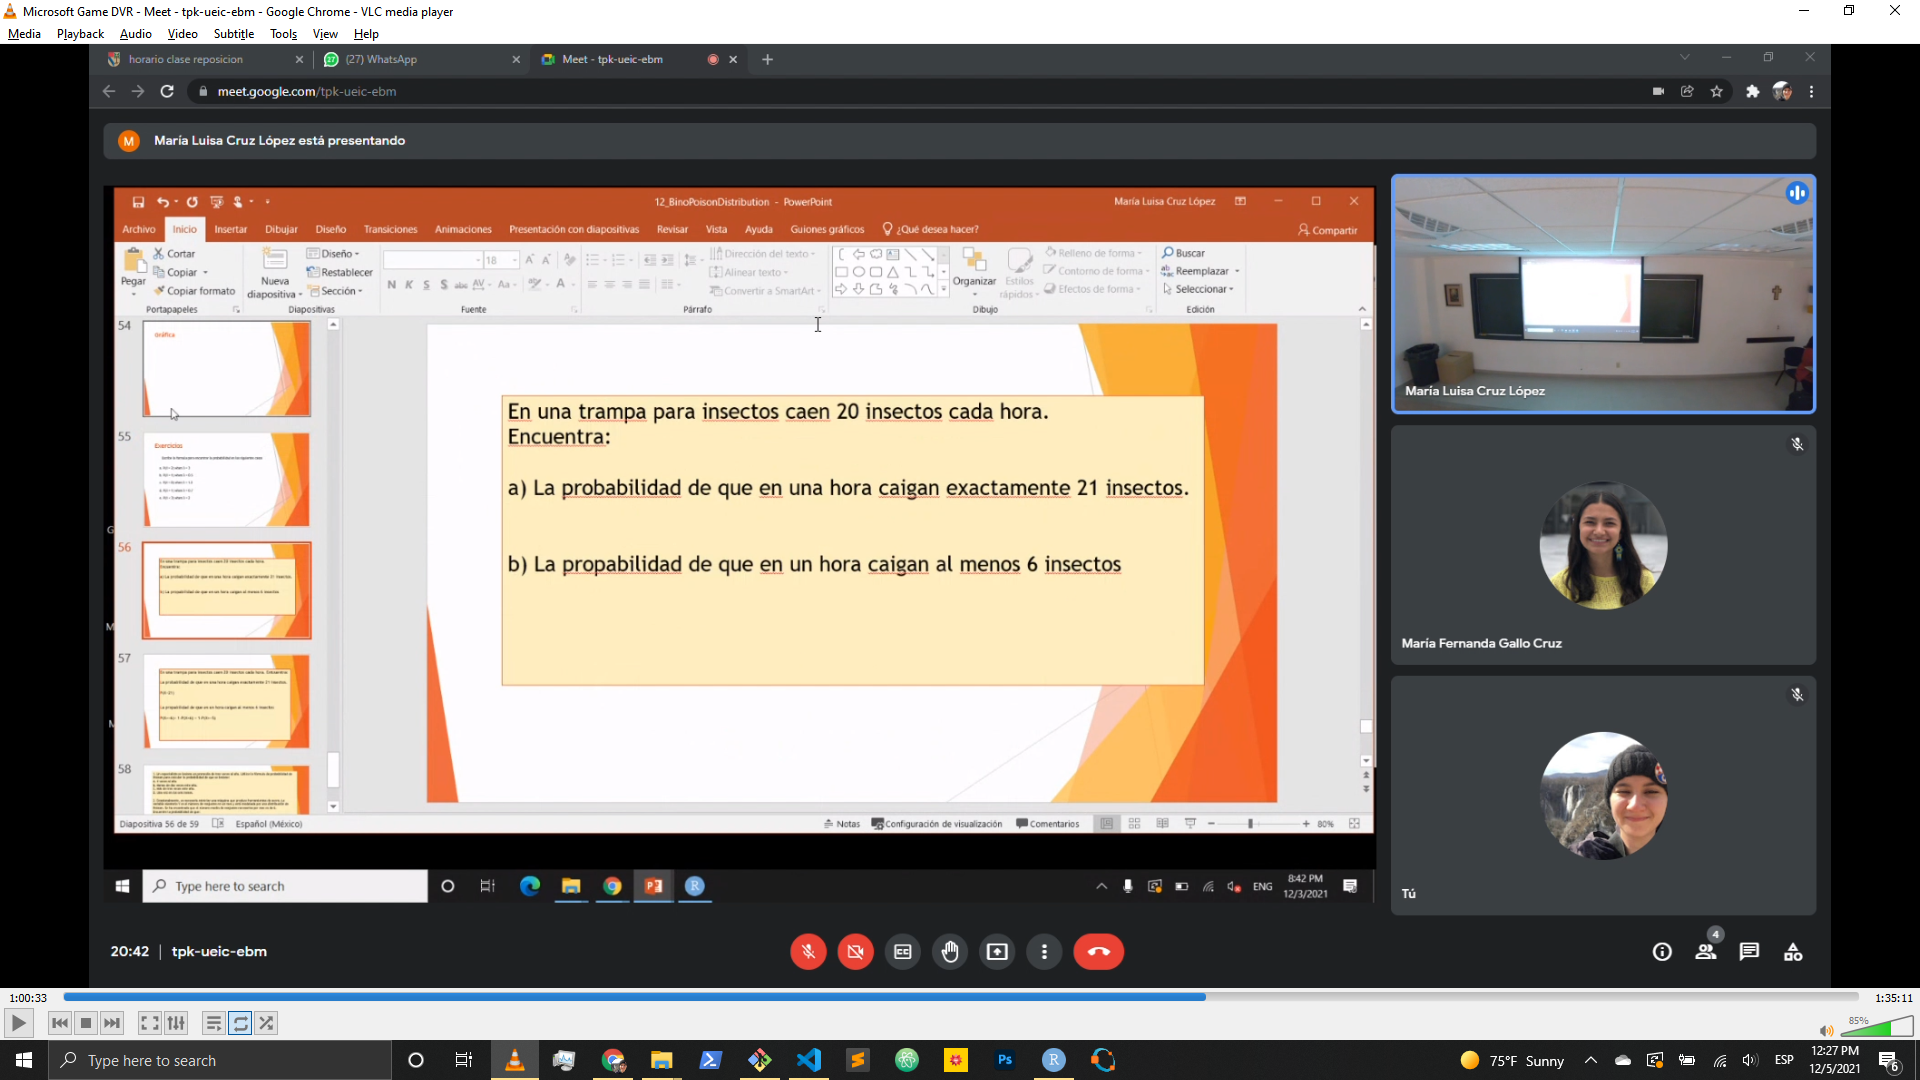 Microsoft Game DVR - Meet - tpk-ueic-ebm - Google Chrome - VLC media player
Media Playback Audio Video Subtitle Tools View Help
horario clase reposicion
(27) WhatsApp
Meet - tpk-ueic-ebm
meet.google.com/tpk-ueic-ebm
M
María Luisa Cruz López está presentando
12_BinoPoisonDistribution - PowerPoint
María Luisa Cruz López
Archivo Inicio Insertar Dibujar Diseño Transiciones Animaciones Presentación con diapositivas Revisar Vista Ayuda Guiones gráficos ¿Qué desea hacer?
Compartir
Pegar
Cortar
Copiar
Copiar formato
Portapapeles
Nueva diapositiva
Diseño
Restablecer
Sección
Diapositivas
18
N K S S abc AV Aa A
Fuente
Dirección del texto
Alinear texto
Convertir a SmartArt
Párrafo
Organizar
Estilos rápidos
Relleno de forma
Contorno de forma
Efectos de forma
Dibujo
Buscar
Reemplazar
Seleccionar
Edición
54
Gráfica
55
Exercicios
56
57
58
En una trampa para insectos caen 20 insectos cada hora.
Encuentra:
a) La probabilidad de que en una hora caigan exactamente 21 insectos.
b) La propabilidad de que en un hora caigan al menos 6 insectos
Diapositiva 56 de 59
Español (México)
Notas
Configuración de visualización
Comentarios
80%
Type here to search
ENG
8:42 PM
12/3/2021
María Luisa Cruz López
María Fernanda Gallo Cruz
Tú
20:42 | tpk-ueic-ebm
4
1:00:33
1:35:11
85%
Type here to search
Ps
R
75°F Sunny
ESP
12:27 PM
12/5/2021
6